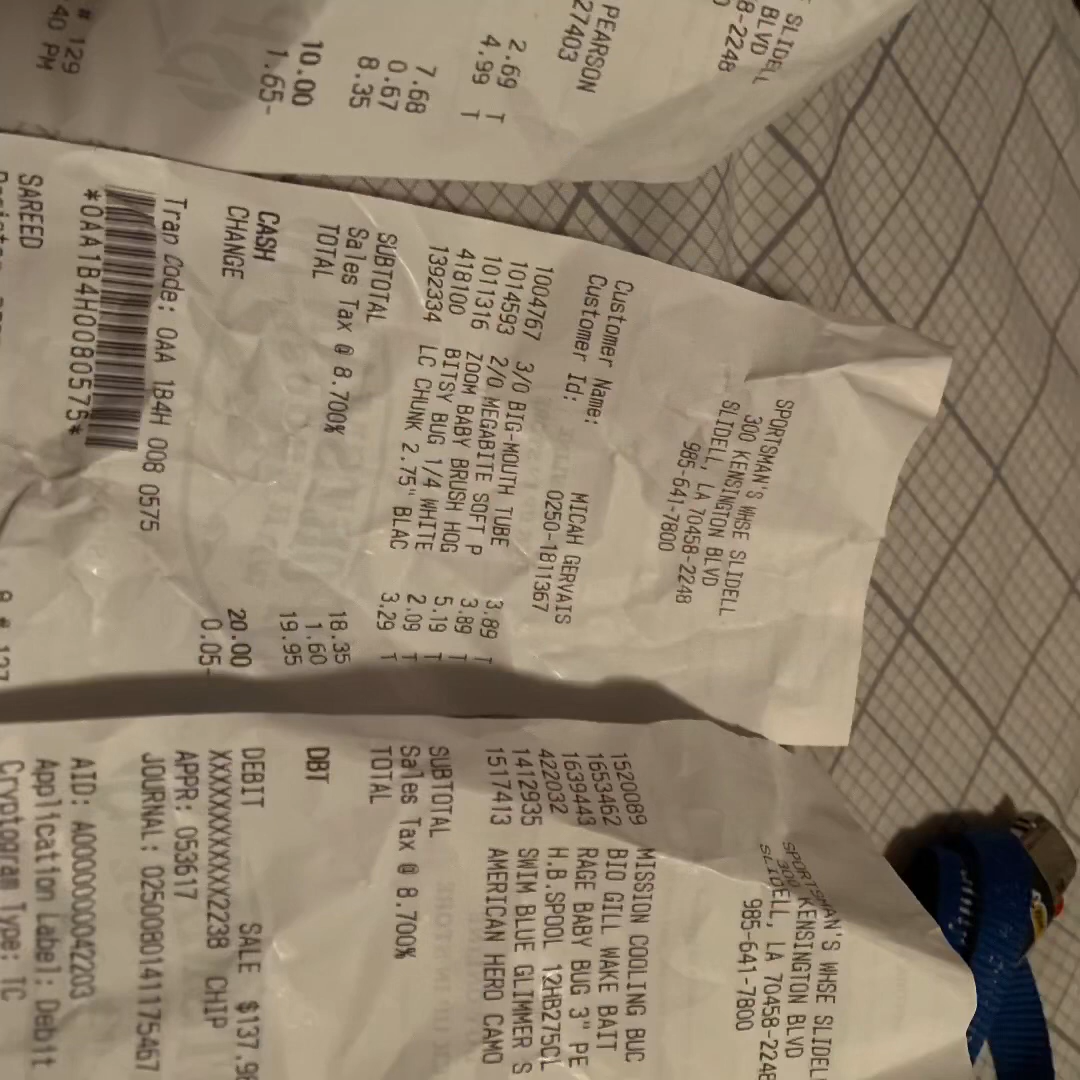 SLIDELL
BLVD
8-2248
PEARSON
27403
2.69 T
4.99 T
7.68
0.67
8.35
10.00
1.65-
# 129
40 PM
SPORTSMAN'S WHSE SLIDELL
300 KENSINGTON BLVD
SLIDELL, LA 70458-2248
985-641-7800
Customer Name: MICAH GERVAIS
Customer Id: 0250-1811367
1004767 3/0 BIG-MOUTH TUBE 3.89 T
1014593 2/0 MEGABITE SOFT P 3.89 T
1011316 ZOOM BABY BRUSH HOG 5.19 T
418100 BITSY BUG 1/4 WHITE 2.09 T
1392334 LC CHUNK 2.75" BLAC 3.29 T
SUBTOTAL 18.35
Sales Tax @ 8.700% 1.60
TOTAL 19.95
CASH 20.00
CHANGE 0.05-
Tran Code: 0AA 1B4H 008 0575
*0AA1B4H0080575*
SAREED
SPORTSMAN'S WHSE SLIDELL
300 KENSINGTON BLVD
SLIDELL, LA 70458-2248
985-641-7800
1520089 MISSION COOLING BUC
1653462 BIO GILL WAKE BAIT
1639443 RAGE BABY BUG 3" PE
422032 H.B.SPOOL 12HB275CL
1412935 SWIM BLUE GLIMMER S
1517413 AMERICAN HERO CAMO
SUBTOTAL
Sales Tax @ 8.700%
TOTAL
DBT
DEBIT SALE $137.98
XXXXXXXXXXXX2238 CHIP
APPR: 053617
JOURNAL: 02500801411175467
AID: A0000000042203
Application Label: Debit
Cryptogram Type: TC